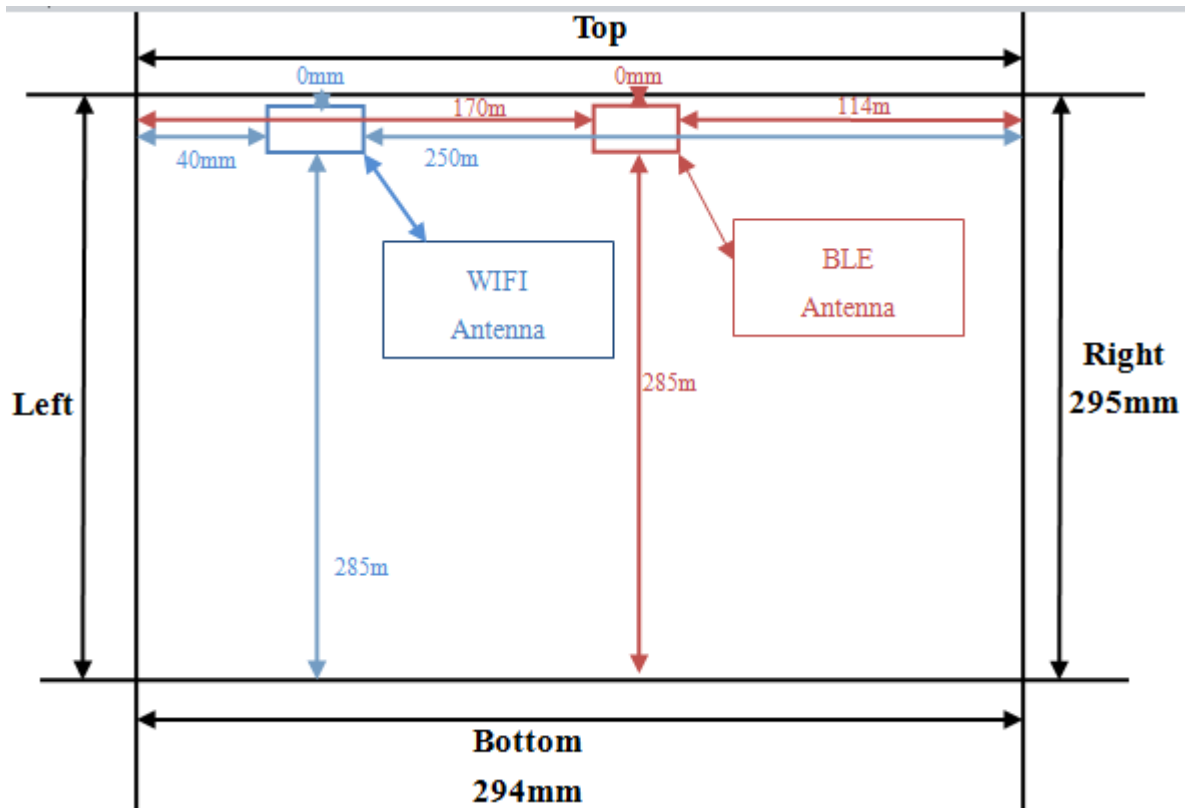 Top
0mm
0mm
170m
114m
40mm
250m
WIFI
Antenna
BLE
Antenna
Left
285m
Right
295mm
285m
Bottom
294mm